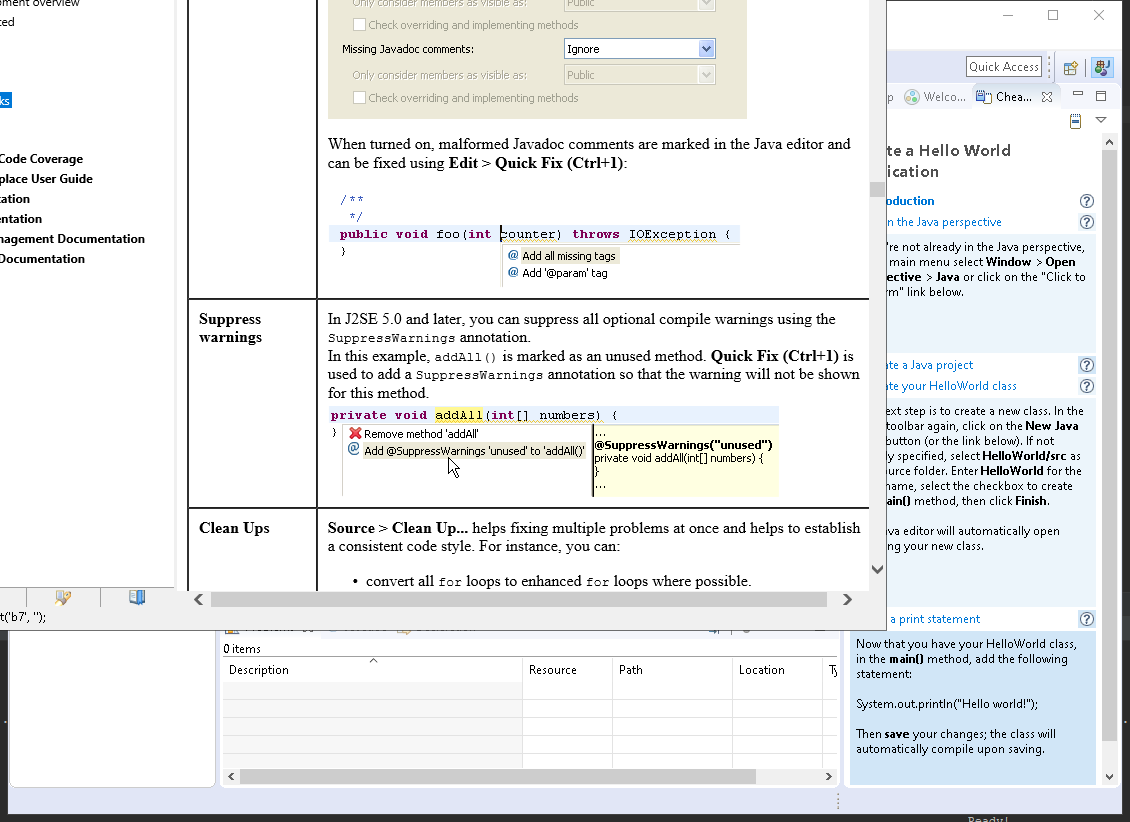 pment overview
ted
ks
Code Coverage
place User Guide
tation
entation
nagement Documentation
Documentation
t('b7', '');
Only consider members as visible as:
Public
Check overriding and implementing methods
Missing Javadoc comments:
Ignore
Only consider members as visible as:
Public
Check overriding and implementing methods
When turned on, malformed Javadoc comments are marked in the Java editor and
can be fixed using Edit > Quick Fix (Ctrl+1):
/**
*/
public void foo(int counter) throws IOException {
}
@ Add all missing tags
@ Add '@param' tag
Suppress
warnings
In J2SE 5.0 and later, you can suppress all optional compile warnings using the
SuppressWarnings annotation.
In this example, addAll() is marked as an unused method. Quick Fix (Ctrl+1) is
used to add a SuppressWarnings annotation so that the warning will not be shown
for this method.
private void addAll(int[] numbers) {
}
Remove method 'addAll'
@ Add @SuppressWarnings 'unused' to 'addAll()'
...
@SuppressWarnings("unused")
private void addAll(int[] numbers) {
}
...
Clean Ups
Source > Clean Up... helps fixing multiple problems at once and helps to establish
a consistent code style. For instance, you can:
• convert all for loops to enhanced for loops where possible.
Quick Access
p
Welco...
Chea...
te a Hello World
ication
oduction
n the Java perspective
're not already in the Java perspective,
main menu select Window > Open
ective > Java or click on the "Click to
rm" link below.
te a Java project
te your HelloWorld class
ext step is to create a new class. In the
toolbar again, click on the New Java
button (or the link below). If not
y specified, select HelloWorld/src as
urce folder. Enter HelloWorld for the
name, select the checkbox to create
ain() method, then click Finish.
va editor will automatically open
ng your new class.
a print statement
Now that you have your HelloWorld class,
in the main() method, add the following
statement:
System.out.println("Hello world!");
Then save your changes; the class will
automatically compile upon saving.
0 items
Description
Resource
Path
Location
Ty
Ready!